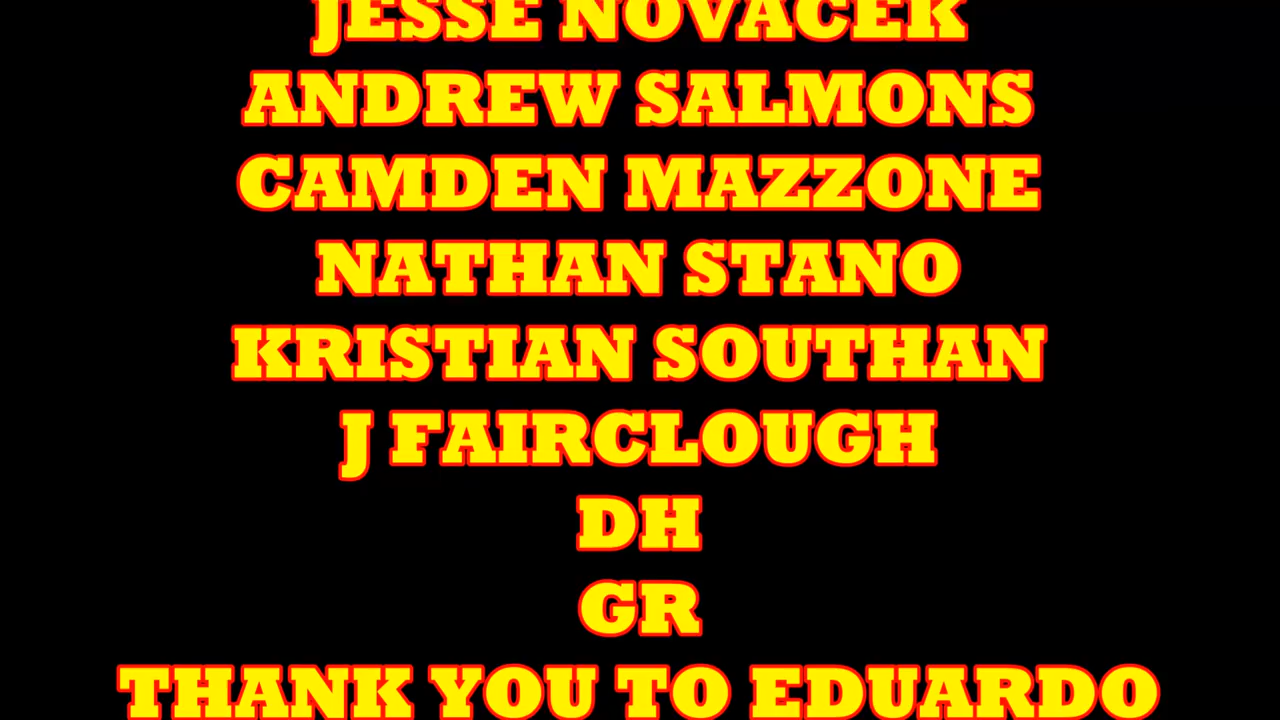 JESSE NOVACEK
ANDREW SALMONS
CAMDEN MAZZONE
NATHAN STANO
KRISTIAN SOUTHAN
J FAIRCLOUGH
DH
GR
THANK YOU TO EDUARDO